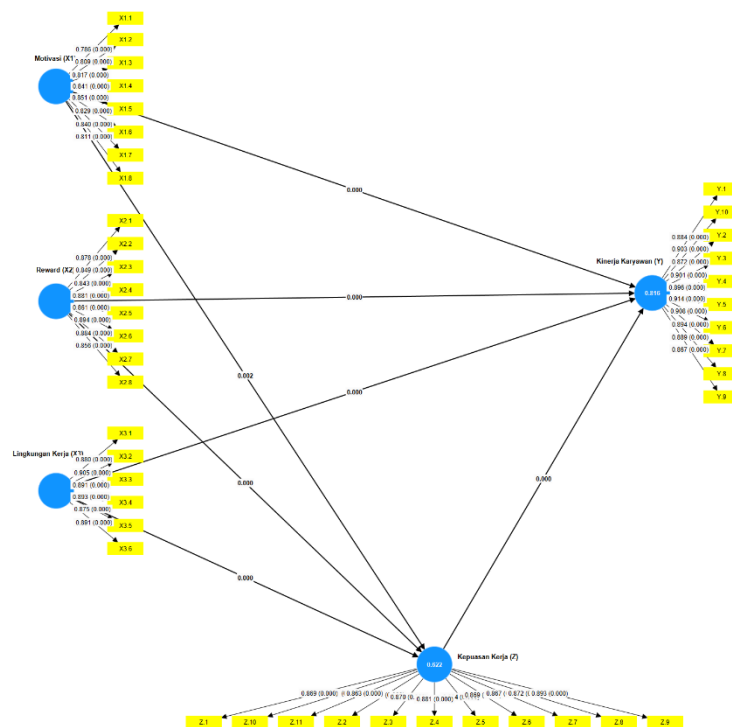 X1.1
X1.2
Motivasi (X1)
0.786 (0.000)
0.809 (0.000)
X1.3
0.817 (0.000)
X1.4
0.841 (0.000)
0.851 (0.000)
X1.5
0.829 (0.000)
X1.6
0.840 (0.000)
0.811 (0.000)
X1.7
X1.8
0.000
X2.1
X2.2
0.878 (0.000)
0.849 (0.000)
X2.3
Reward (X2)
0.843 (0.000)
X2.4
0.881 (0.000)
0.861 (0.000)
X2.5
0.894 (0.000)
X2.6
0.884 (0.000)
0.856 (0.000)
X2.7
X2.8
0.000
Y.1
Y.10
0.884 (0.000)
0.903 (0.000)
Y.2
0.872 (0.000)
Kinerja Karyawan (Y)
Y.3
0.901 (0.000)
Y.4
0.896 (0.000)
0.816
0.914 (0.000)
Y.5
0.906 (0.000)
Y.6
0.894 (0.000)
0.889 (0.000)
Y.7
0.867 (0.000)
Y.8
Y.9
0.002
0.000
X3.1
Lingkungan Kerja (X3)
0.880 (0.000)
X3.2
0.905 (0.000)
0.891 (0.000)
X3.3
0.893 (0.000)
X3.4
0.875 (0.000)
0.891 (0.000)
X3.5
X3.6
0.000
0.000
0.000
Kepuasan Kerja (Z)
0.822
0.869 (0.000)
0.863 (0.000)
0.878 (0.
0.881 (0.000)
0.869 (
0.867
0.872 (0.000)
0.893(0.000)
Z.1
Z.10
Z.11
Z.2
Z.3
Z.4
Z.5
Z.6
Z.7
Z.8
Z.9